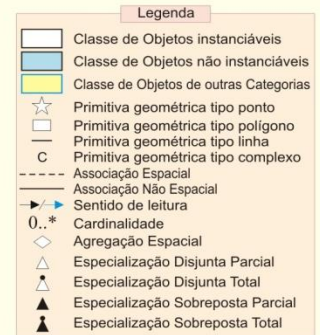 Legenda
Classe de Objetos instanciáveis
Classe de Objetos não instanciáveis
Classe de Objetos de outras Categorias
Primitiva geométrica tipo ponto
Primitiva geométrica tipo polígono
Primitiva geométrica tipo linha
C Primitiva geométrica tipo complexo
Associação Espacial
Associação Não Espacial
Sentido de leitura
0..* Cardinalidade
Agregação Espacial
Especialização Disjunta Parcial
Especialização Disjunta Total
Especialização Sobreposta Parcial
Especialização Sobreposta Total